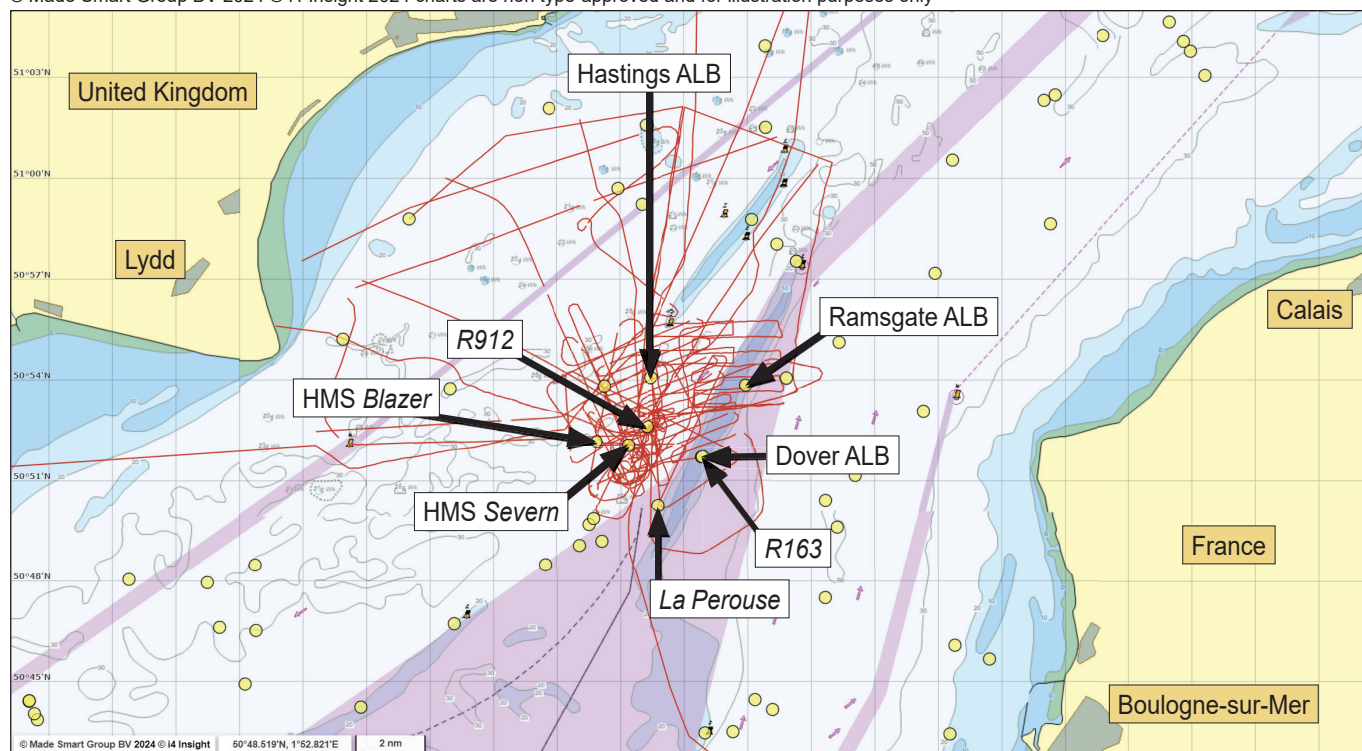 © Made Smart Group BV 2024 © i4 Insight 2024 charts are non type approved and for illustration purposes only
Hastings ALB
51°03'N
United Kingdom
51°00'N
Lydd
50°57'N
Calais
Ramsgate ALB
R912
50°54'N
HMS Blazer
Dover ALB
50°51'N
HMS Severn
R163
France
50°48'N
La Perouse
50°45'N
Boulogne-sur-Mer
© Made Smart Group BV 2024 © i4 Insight 50°48.519'N, 1°52.821'E 2 nm